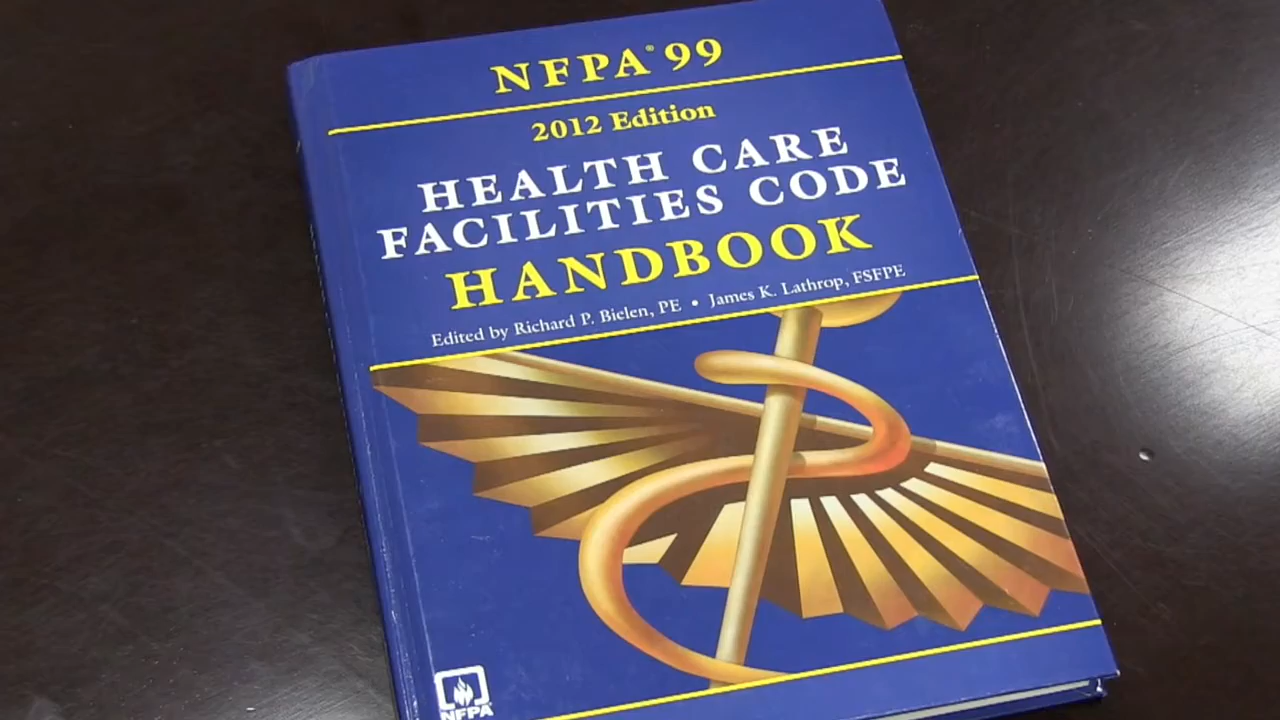 NFPA® 99
2012 Edition
HEALTH CARE
FACILITIES CODE
HANDBOOK
Edited by Richard P. Bielen, PE • James K. Lathrop, FSFPE
NFPA